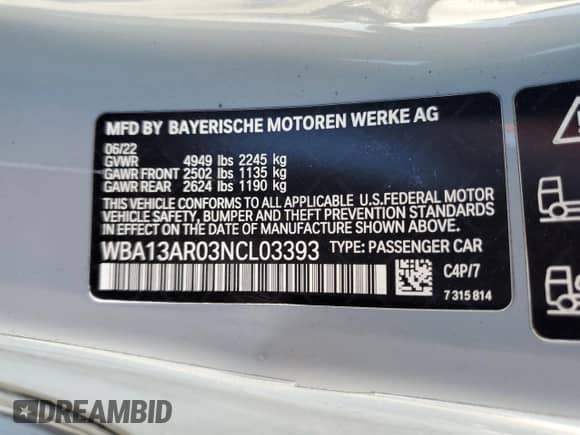 MFD BY BAYERISCHE MOTOREN WERKE AG
06/22
GVWR 4949 lbs 2245 kg
GAWR FRONT 2502 lbs 1135 kg
GAWR REAR 2624 lbs 1190 kg
THIS VEHICLE CONFORMS TO ALL APPLICABLE U.S.FEDERAL MOTOR
VEHICLE SAFETY, BUMPER AND THEFT PREVENTION STANDARDS
IN EFFECT ON THE DATE OF MANUFACTURE SHOWN ABOVE.
WBA13AR03NCL03393 TYPE: PASSENGER CAR
C4P/7
7 315 814
DREAMBID